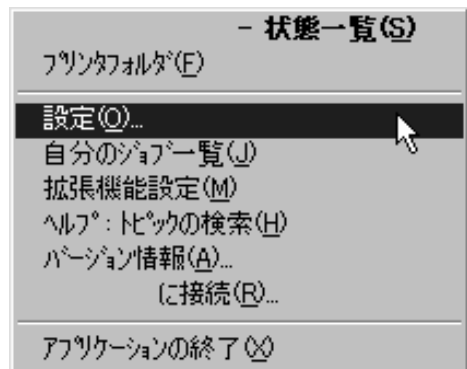 - 状態一覧(S)
ﾌﾟﾘﾝﾀﾌｫﾙﾀﾞ(F)
設定(O)...
自分のｼﾞｮﾌﾞ一覧(J)
拡張機能設定(M)
ﾍﾙﾌﾟ：ﾄﾋﾟｯｸの検索(H)
ﾊﾞｰｼﾞｮﾝ情報(A)...
に接続(R)...
ｱﾌﾟﾘｹｰｼｮﾝの終了(X)